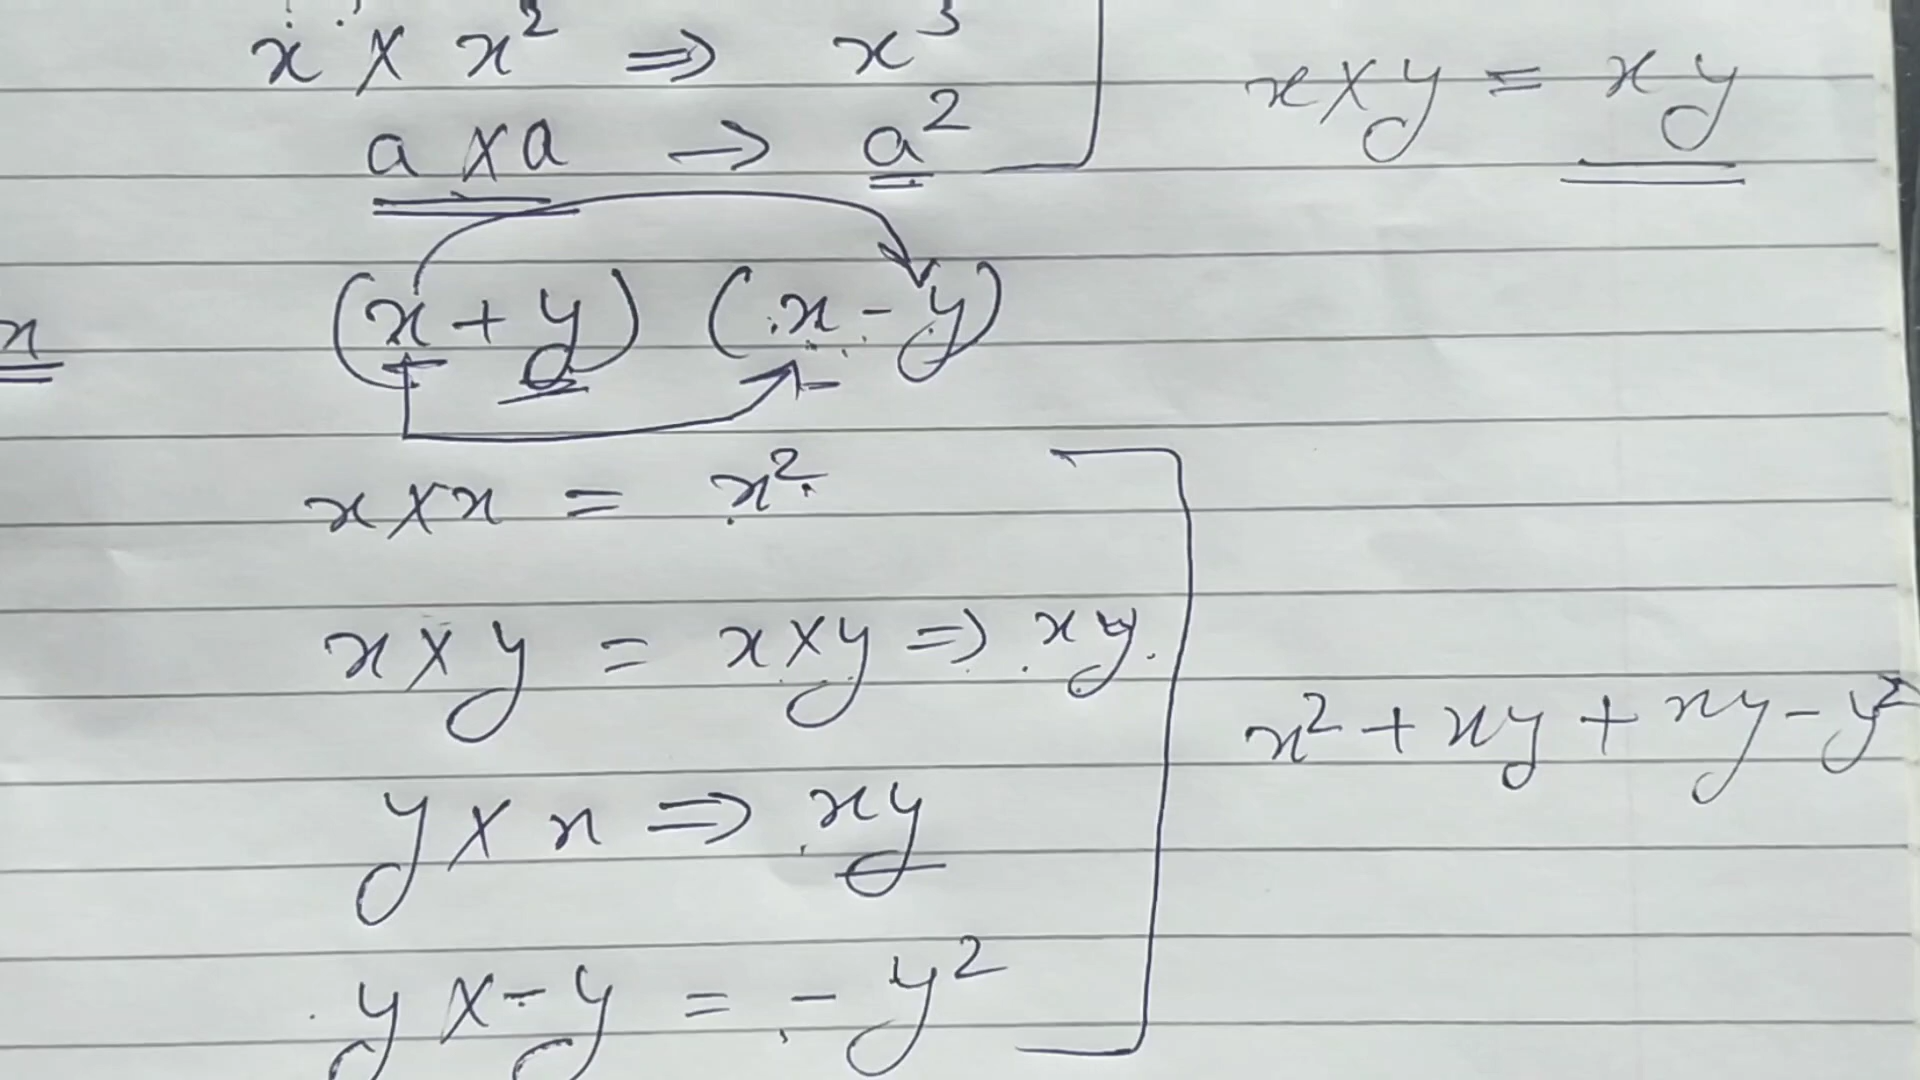 x × x² ⇒ x³
a × a → a²
x × y = xy
x
(x + y) (x - y)
x × x = x²
x × y = x × y ⇒ xy
y × x ⇒ xy
y × - y = - y²
x² + xy + xy - y²